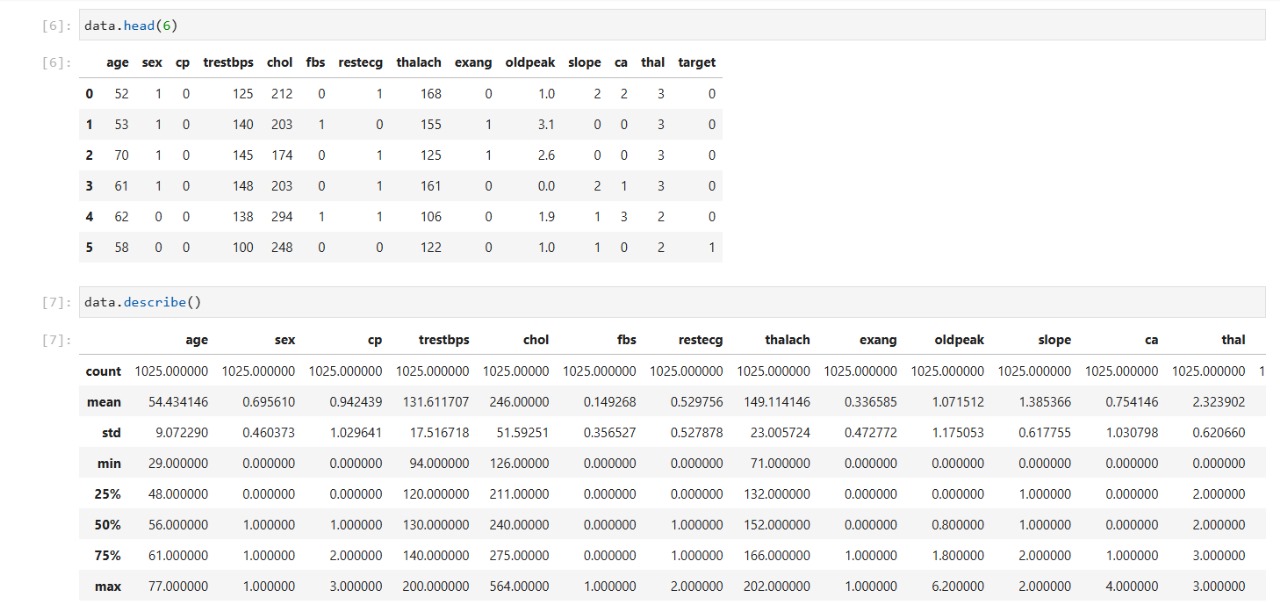 [6]: data.head(6)
[6]: age sex cp trestbps chol fbs restecg thalach exang oldpeak slope ca thal target
0 52 1 0 125 212 0 1 168 0 1.0 2 2 3 0
1 53 1 0 140 203 1 0 155 1 3.1 0 0 3 0
2 70 1 0 145 174 0 1 125 1 2.6 0 0 3 0
3 61 1 0 148 203 0 1 161 0 0.0 2 1 3 0
4 62 0 0 138 294 1 1 106 0 1.9 1 3 2 0
5 58 0 0 100 248 0 0 122 0 1.0 1 0 2 1
[7]: data.describe()
[7]: age sex cp trestbps chol fbs restecg thalach exang oldpeak slope ca thal
count 1025.000000 1025.000000 1025.000000 1025.000000 1025.00000 1025.000000 1025.000000 1025.000000 1025.000000 1025.000000 1025.000000 1025.000000 1025.000000 1
mean 54.434146 0.695610 0.942439 131.611707 246.00000 0.149268 0.529756 149.114146 0.336585 1.071512 1.385366 0.754146 2.323902
std 9.072290 0.460373 1.029641 17.516718 51.59251 0.356527 0.527878 23.005724 0.472772 1.175053 0.617755 1.030798 0.620660
min 29.000000 0.000000 0.000000 94.000000 126.00000 0.000000 0.000000 71.000000 0.000000 0.000000 0.000000 0.000000 0.000000
25% 48.000000 0.000000 0.000000 120.000000 211.00000 0.000000 0.000000 132.000000 0.000000 0.000000 1.000000 0.000000 2.000000
50% 56.000000 1.000000 1.000000 130.000000 240.00000 0.000000 1.000000 152.000000 0.000000 0.800000 1.000000 0.000000 2.000000
75% 61.000000 1.000000 2.000000 140.000000 275.00000 0.000000 1.000000 166.000000 1.000000 1.800000 2.000000 1.000000 3.000000
max 77.000000 1.000000 3.000000 200.000000 564.00000 1.000000 2.000000 202.000000 1.000000 6.200000 2.000000 4.000000 3.000000